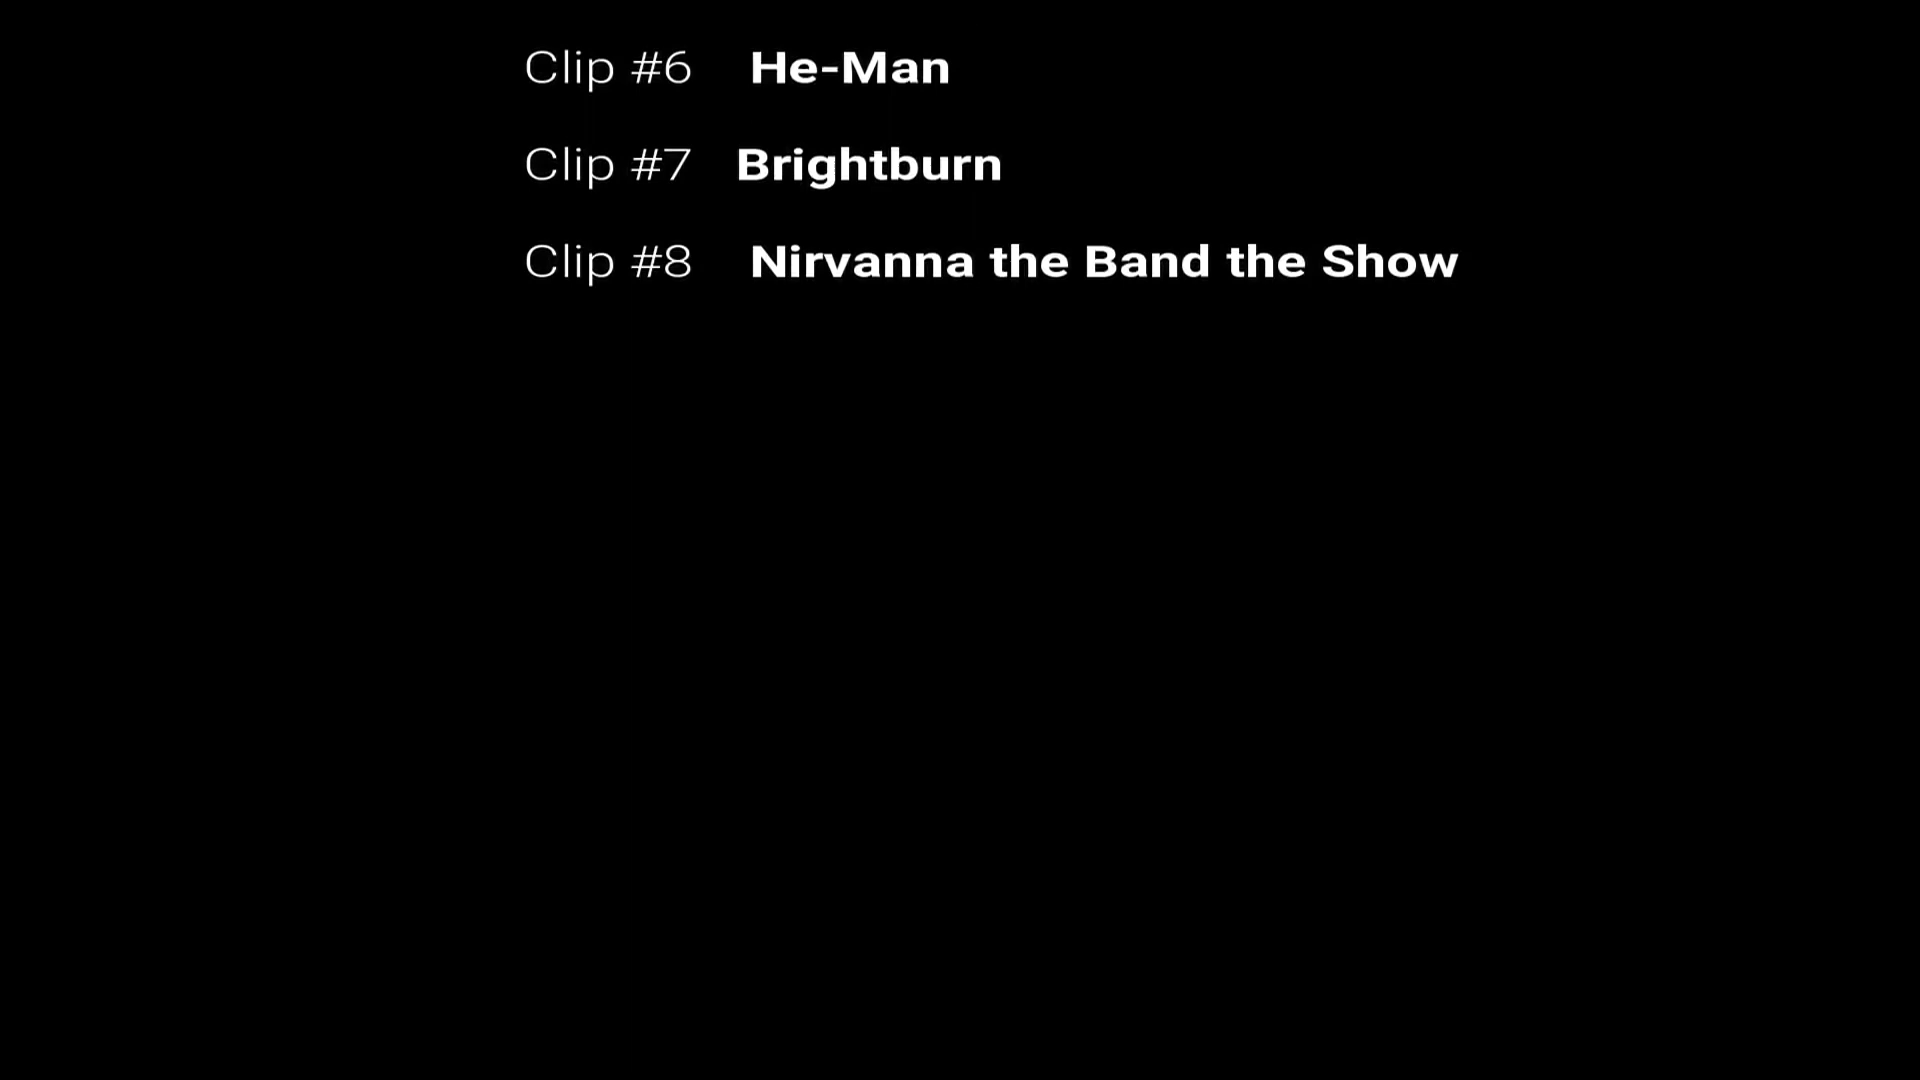 Clip #6 He-Man
Clip #7 Brightburn
Clip #8 Nirvanna the Band the Show